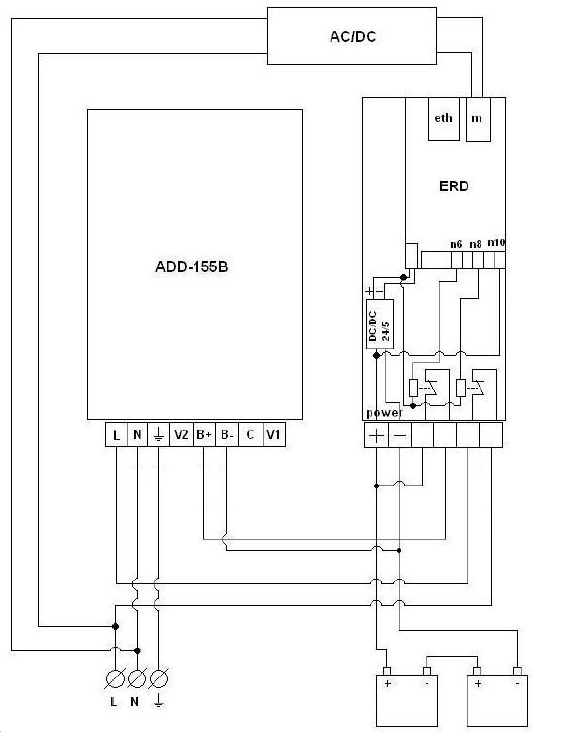 AC/DC
eth m
ERD
ADD-155B
n6 n8 n10
+ -
DC/DC
24/5
power
L N V2 B+ B- C V1
+ -
L N
+ - + -